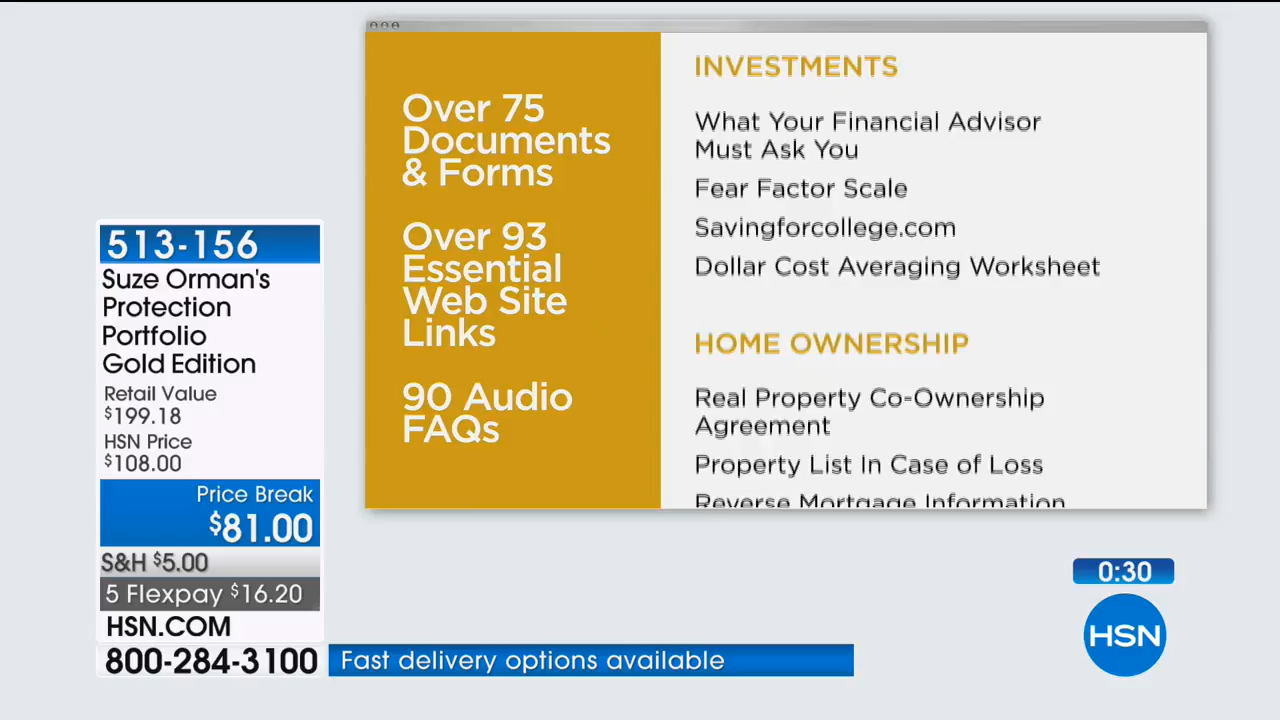 513-156
Suze Orman's
Protection
Portfolio
Gold Edition
Retail Value
$199.18
HSN Price
$108.00
Price Break
$81.00
S&H $5.00
5 Flexpay $16.20
HSN.COM
800-284-3100
Fast delivery options available
Over 75
Documents
& Forms
Over 93
Essential
Web Site
Links
90 Audio
FAQs
INVESTMENTS
What Your Financial Advisor
Must Ask You
Fear Factor Scale
Savingforcollege.com
Dollar Cost Averaging Worksheet
HOME OWNERSHIP
Real Property Co-Ownership
Agreement
Property List In Case of Loss
Reverse Mortgage Information
0:30
HSN